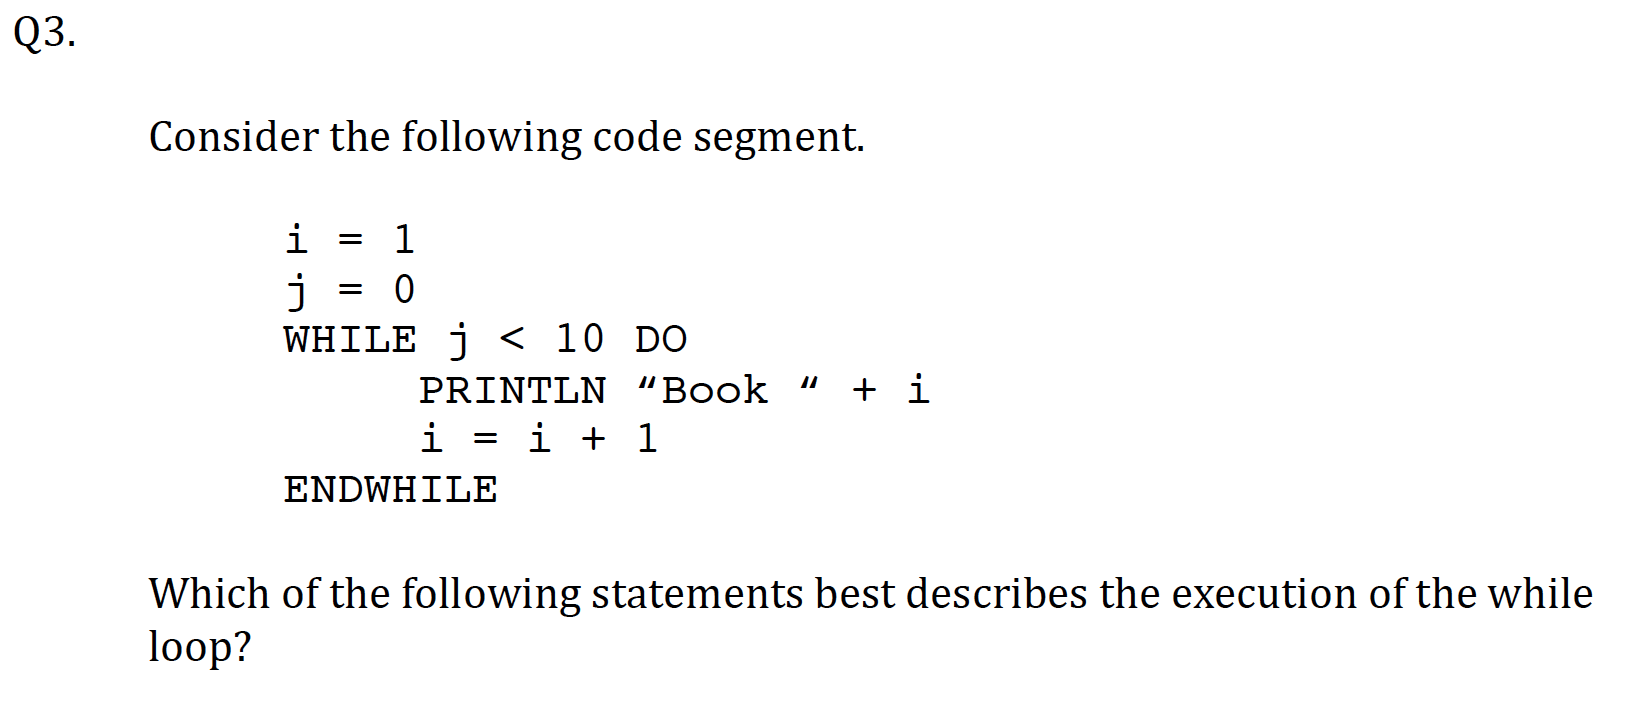 Q3.
Consider the following code segment.
i = 1
j = 0
WHILE j < 10 DO
PRINTLN “Book “ + i
i = i + 1
ENDWHILE
Which of the following statements best describes the execution of the while
loop?